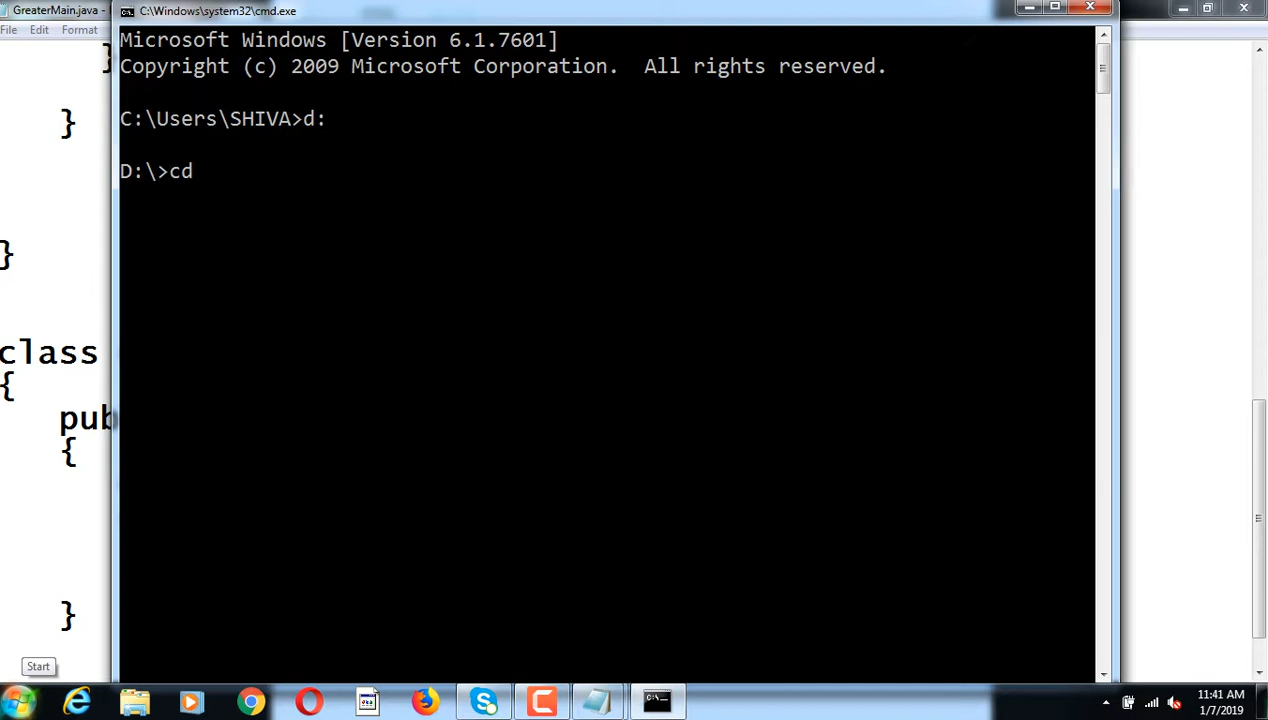 GreaterMain.java -
C:\Windows\system32\cmd.exe
File Edit Format
Microsoft Windows [Version 6.1.7601]
Copyright (c) 2009 Microsoft Corporation.  All rights reserved.
}
}
C:\Users\SHIVA>d:
D:\>cd
}
class
{
pub
{
}
Start
11:41 AM
1/7/2019